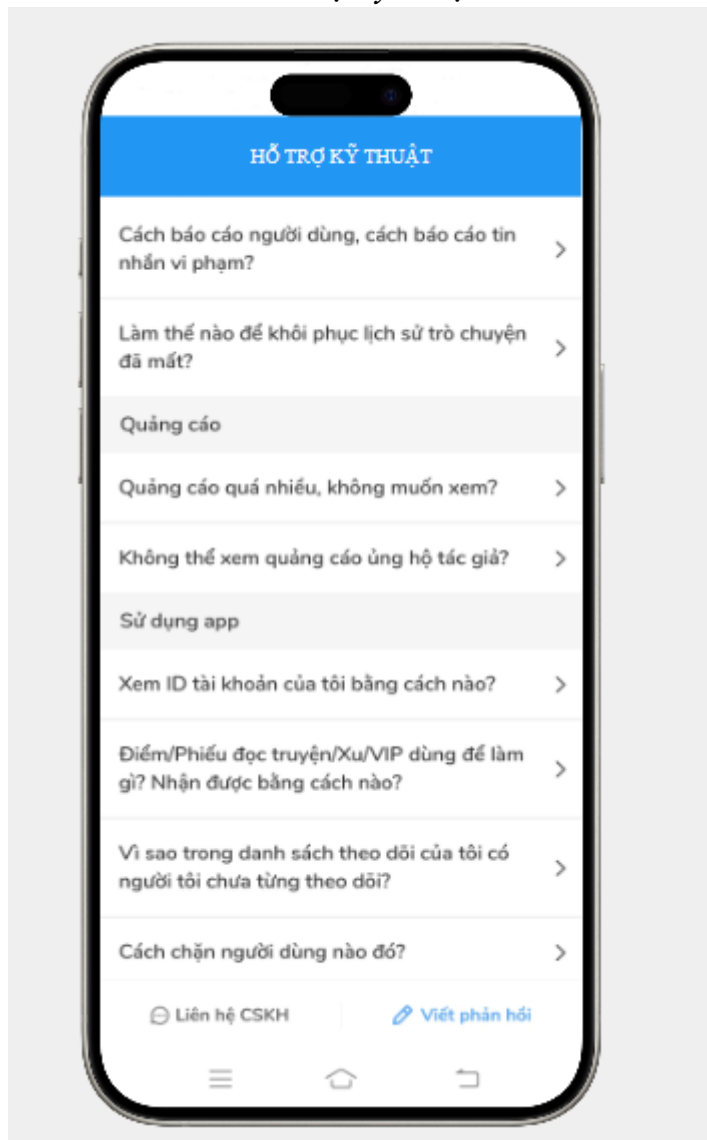 HỖ TRỢ KỸ THUẬT
Cách báo cáo người dùng, cách báo cáo tin
nhắn vi phạm?
Làm thế nào để khôi phục lịch sử trò chuyện
đã mất?
Quảng cáo
Quảng cáo quá nhiều, không muốn xem?
Không thể xem quảng cáo ủng hộ tác giả?
Sử dụng app
Xem ID tài khoản của tôi bằng cách nào?
Điểm/Phiếu đọc truyện/Xu/VIP dùng để làm
gì? Nhận được bằng cách nào?
Vì sao trong danh sách theo dõi của tôi có
người tôi chưa từng theo dõi?
Cách chặn người dùng nào đó?
Liên hệ CSKH
Viết phản hồi